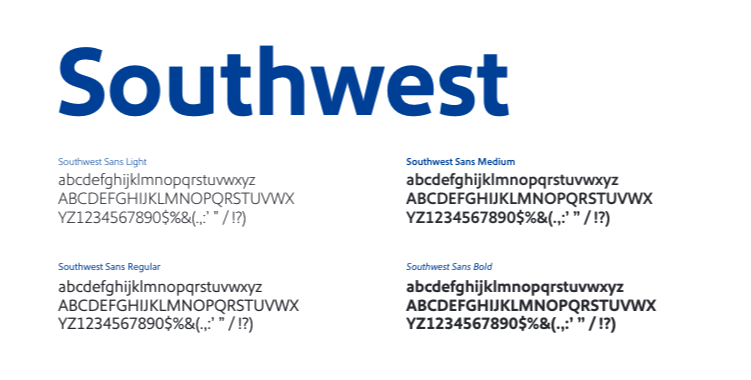 Southwest
Southwest Sans Light
abcdefghijklmnopqrstuvwxyz
ABCDEFGHIJKLMNOPQRSTUVWX
YZ1234567890$%&(.,:’ ” / !?)
Southwest Sans Regular
abcdefghijklmnopqrstuvwxyz
ABCDEFGHIJKLMNOPQRSTUVWX
YZ1234567890$%&(.,:’ ” / !?)
Southwest Sans Medium
abcdefghijklmnopqrstuvwxyz
ABCDEFGHIJKLMNOPQRSTUVWX
YZ1234567890$%&(.,:’ ” / !?)
Southwest Sans Bold
abcdefghijklmnopqrstuvwxyz
ABCDEFGHIJKLMNOPQRSTUVWX
YZ1234567890$%&(.,:’ ” / !?)